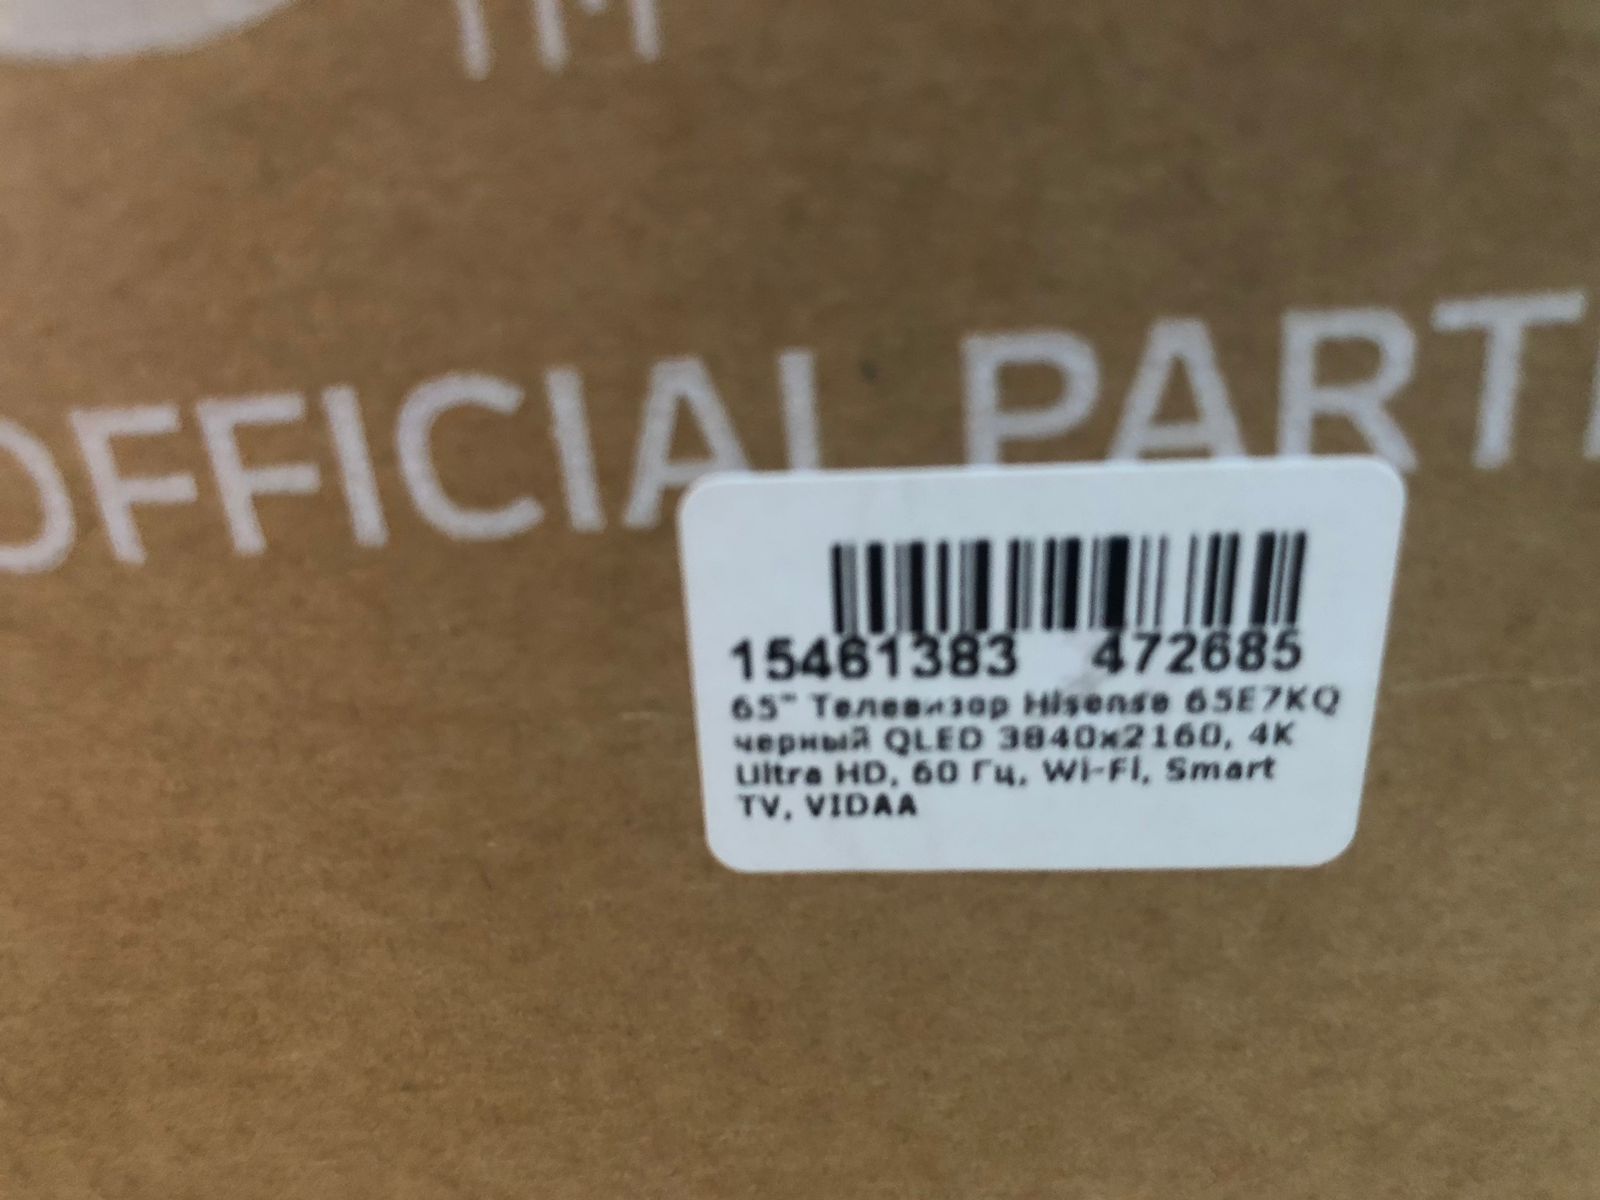 OFFICIAL PART
15461383 472685
65" Телевизор Hisense 65E7KQ
черный QLED 3840x2160, 4K
Ultra HD, 60 Гц, Wi-Fi, Smart
TV, VIDAA